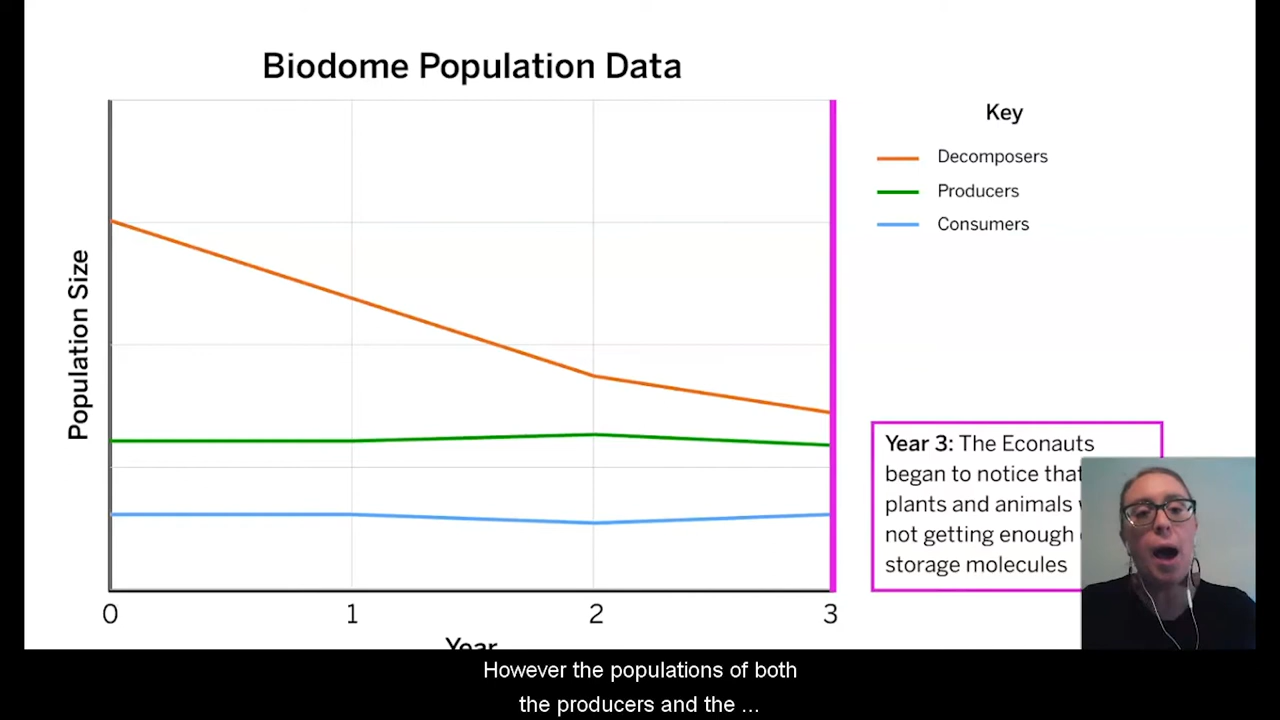 Biodome Population Data
Key
Decomposers
Producers
Consumers
Population Size
Year 3: The Econauts
began to notice that
plants and animals
not getting enough
storage molecules
0 1 2 3
Year
However the populations of both
the producers and the ...